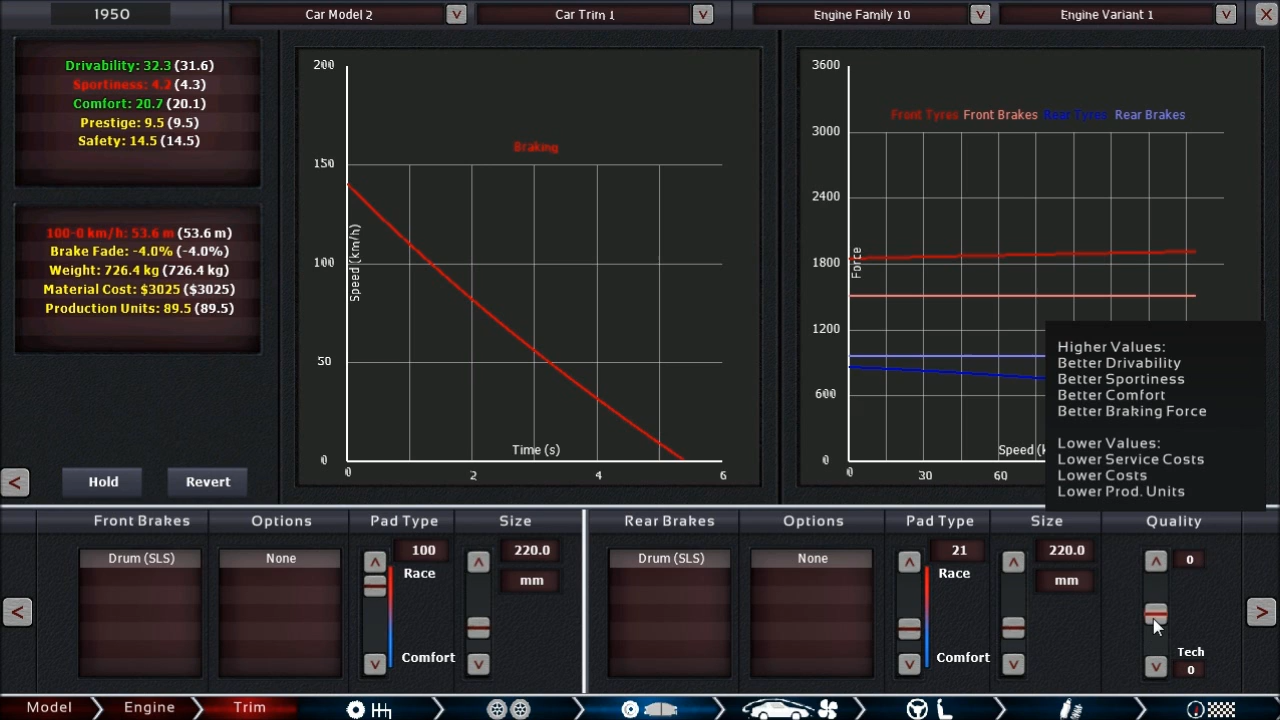 1950
Car Model 2
Car Trim 1
Engine Family 10
Engine Variant 1
Drivability: 32.3 (31.6)
Sportiness: 4.2 (4.3)
Comfort: 20.7 (20.1)
Prestige: 9.5 (9.5)
Safety: 14.5 (14.5)
100-0 km/h: 53.6 m (53.6 m)
Brake Fade: -4.0% (-4.0%)
Weight: 726.4 kg (726.4 kg)
Material Cost: $3025 ($3025)
Production Units: 89.5 (89.5)
Hold
Revert
200
150
100
50
0
Speed (km/h)
Braking
Time (s)
0
2
4
6
3600
3000
2400
1800
1200
600
0
Force
Front Tyres Front Brakes Rear Tyres Rear Brakes
Speed (k
0
30
60
Higher Values:
Better Drivability
Better Sportiness
Better Comfort
Better Braking Force
Lower Values:
Lower Service Costs
Lower Costs
Lower Prod. Units
Front Brakes
Drum (SLS)
Options
None
Pad Type
100
Race
Comfort
Size
220.0
mm
Rear Brakes
Drum (SLS)
Options
None
Pad Type
21
Race
Comfort
Size
220.0
mm
Quality
0
Tech
0
Model
Engine
Trim